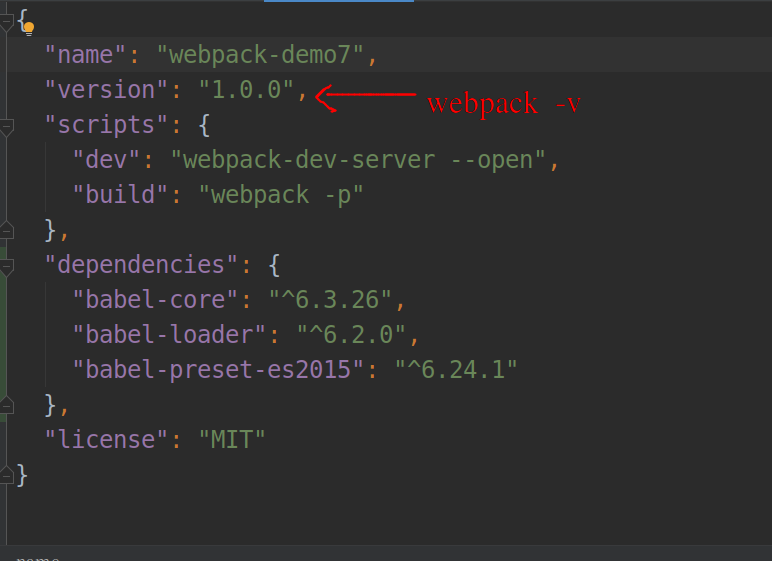 {
"name": "webpack-demo7",
"version": "1.0.0", webpack -v
"scripts": {
"dev": "webpack-dev-server --open",
"build": "webpack -p"
},
"dependencies": {
"babel-core": "^6.3.26",
"babel-loader": "^6.2.0",
"babel-preset-es2015": "^6.24.1"
},
"license": "MIT"
}
name